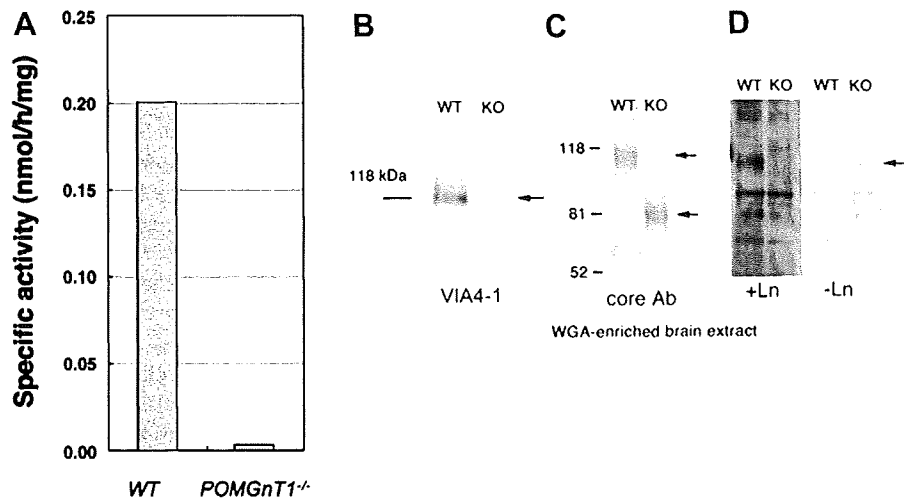 A
Specific activity (nmol/h/mg)
0.25
0.20
0.15
0.10
0.05
0.00
WT
POMGnT1-/-
B
WT KO
118 kDa
VIA4-1
C
WT KO
118
81
52
core Ab
D
WT KO WT KO
+Ln
-Ln
WGA-enriched brain extract